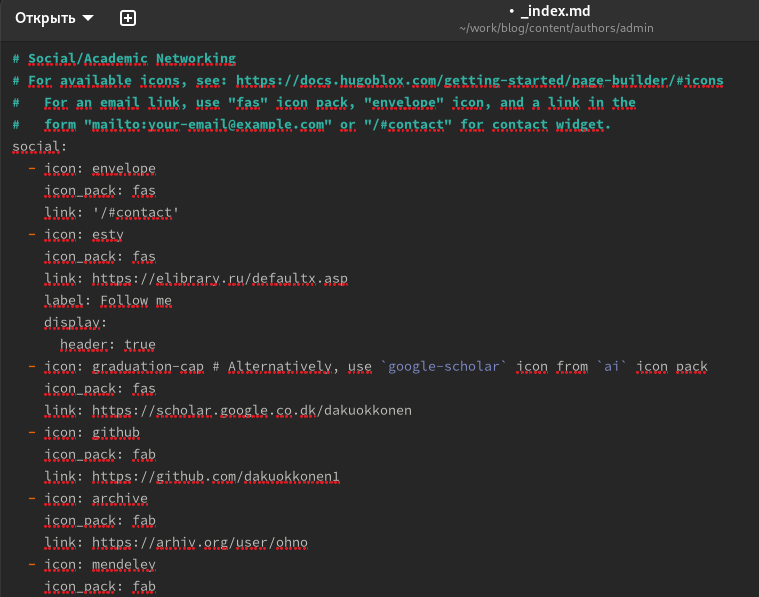 Открыть
• _index.md
~/work/blog/content/authors/admin
# Social/Academic Networking
# For available icons, see: https://docs.hugoblox.com/getting-started/page-builder/#icons
#   For an email link, use "fas" icon pack, "envelope" icon, and a link in the
#   form "mailto:your-email@example.com" or "/#contact" for contact widget.
social:
  - icon: envelope
    icon_pack: fas
    link: '/#contact'
  - icon: esty
    icon_pack: fas
    link: https://elibrary.ru/defaultx.asp
    label: Follow me
    display:
      header: true
  - icon: graduation-cap # Alternatively, use `google-scholar` icon from `ai` icon pack
    icon_pack: fas
    link: https://scholar.google.co.dk/dakuokkonen
  - icon: github
    icon_pack: fab
    link: https://github.com/dakuokkonen1
  - icon: archive
    icon_pack: fab
    link: https://arhiv.org/user/ohno
  - icon: mendeley
    icon_pack: fab